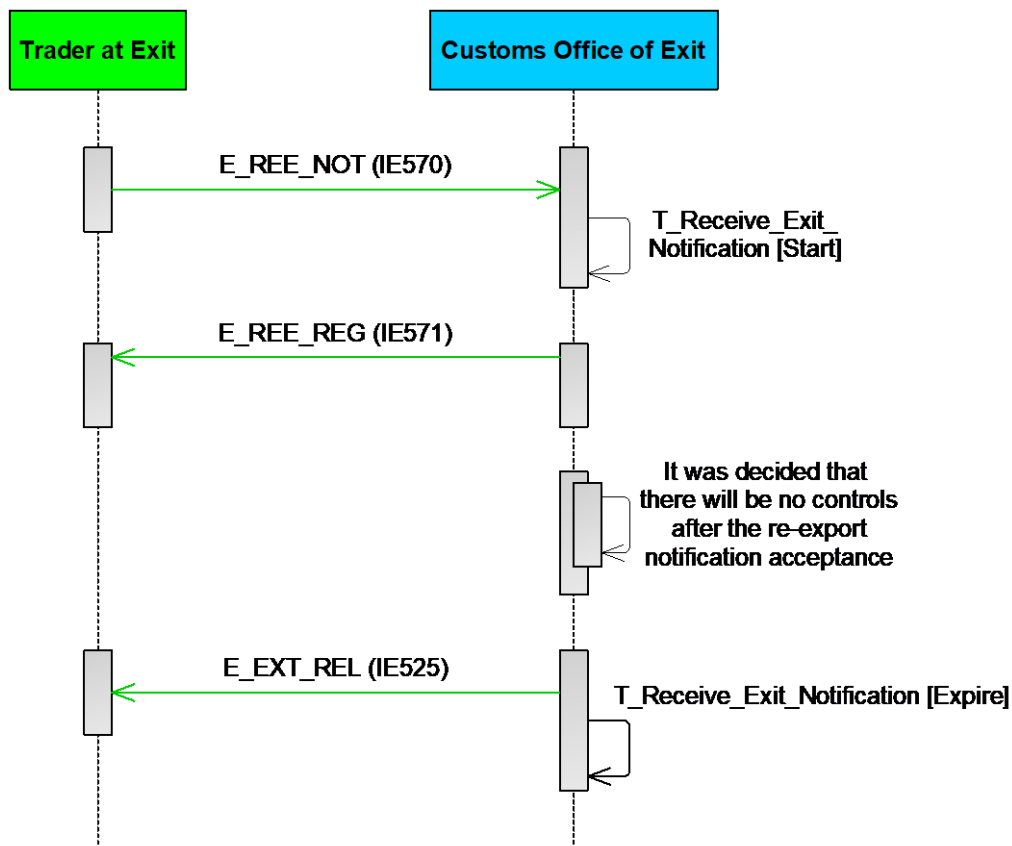 Trader at Exit
Customs Office of Exit
E_REE_NOT (IE570)
T_Receive_Exit_
Notification [Start]
E_REE_REG (IE571)
It was decided that
there will be no controls
after the re-export
notification acceptance
E_EXT_REL (IE525)
T_Receive_Exit_Notification [Expire]